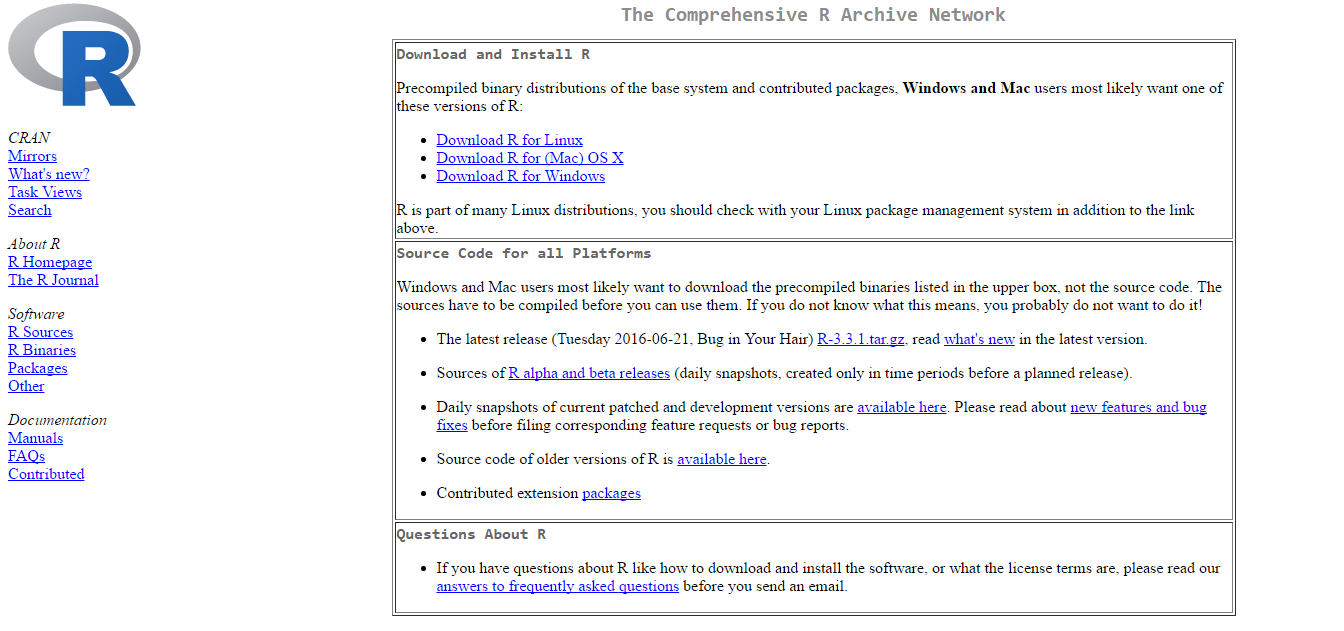 The Comprehensive R Archive Network
R
CRAN
Mirrors
What's new?
Task Views
Search
About R
R Homepage
The R Journal
Software
R Sources
R Binaries
Packages
Other
Documentation
Manuals
FAQs
Contributed
Download and Install R
Precompiled binary distributions of the base system and contributed packages, Windows and Mac users most likely want one of
these versions of R:
Download R for Linux
Download R for (Mac) OS X
Download R for Windows
R is part of many Linux distributions, you should check with your Linux package management system in addition to the link
above.
Source Code for all Platforms
Windows and Mac users most likely want to download the precompiled binaries listed in the upper box, not the source code. The
sources have to be compiled before you can use them. If you do not know what this means, you probably do not want to do it!
The latest release (Tuesday 2016-06-21, Bug in Your Hair) R-3.3.1.tar.gz, read what's new in the latest version.
Sources of R alpha and beta releases (daily snapshots, created only in time periods before a planned release).
Daily snapshots of current patched and development versions are available here. Please read about new features and bug
fixes before filing corresponding feature requests or bug reports.
Source code of older versions of R is available here.
Contributed extension packages
Questions About R
If you have questions about R like how to download and install the software, or what the license terms are, please read our
answers to frequently asked questions before you send an email.